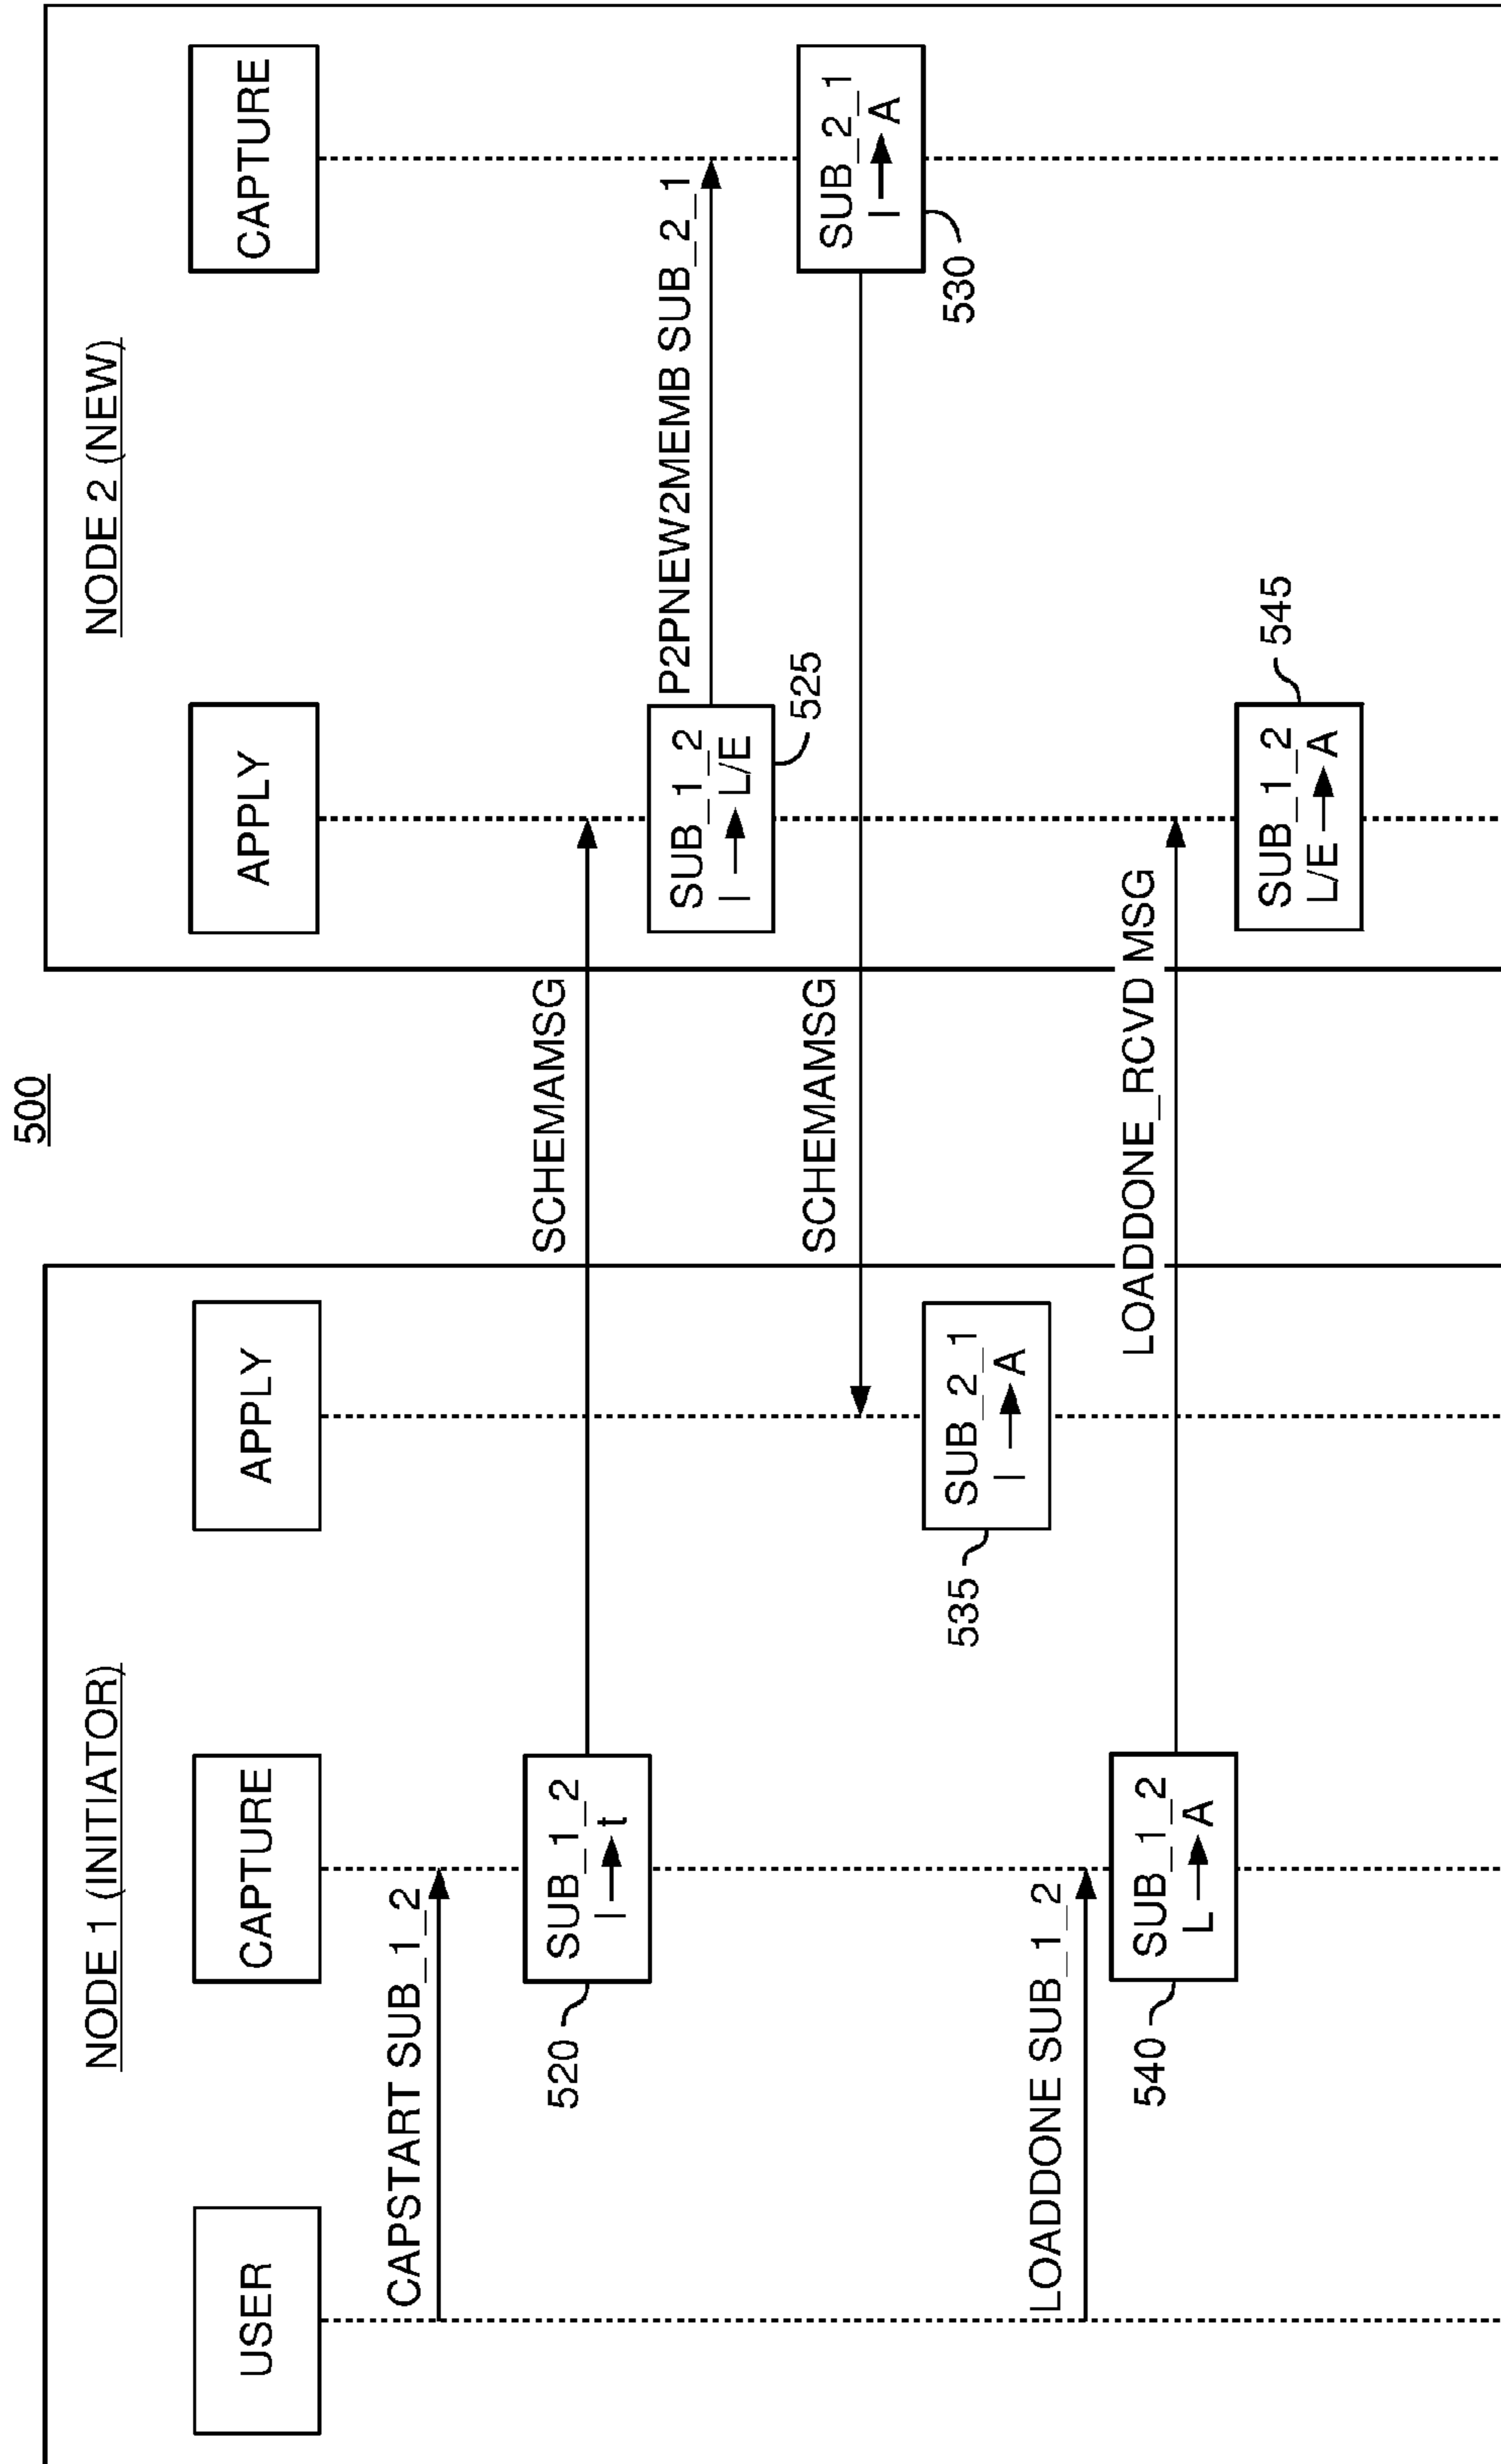 500
NODE 1 (INITIATOR)
NODE 2 (NEW)
USER
CAPTURE
APPLY
APPLY
CAPTURE
CAPSTART SUB_1_2
520
SUB_1_2
I → t
SCHEMAMSG
SUB_1_2
I → L/E
525
P2PNEW2MEMB SUB_2_1
SUB_2_1
I → A
530
SCHEMAMSG
535
SUB_2_1
I → A
LOADDONE SUB_1_2
540
SUB_1_2
L → A
LOADDONE_RCVD MSG
SUB_1_2
L/E → A
545